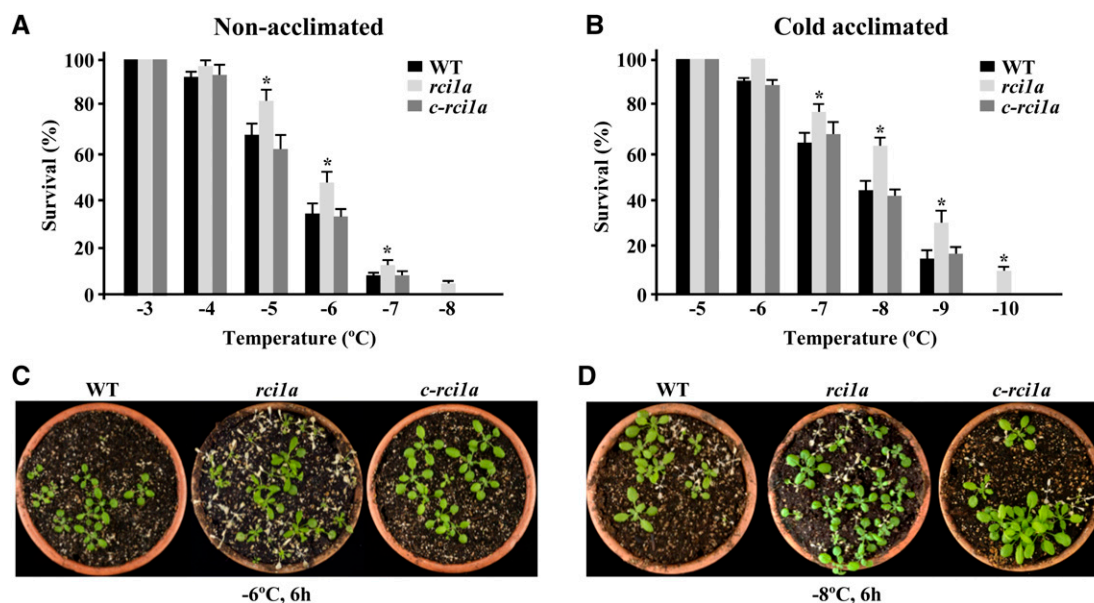 A
Non-acclimated
Survival (%)
100
80
60
40
20
0
WT
rci1a
c-rci1a
*
*
*
-3 -4 -5 -6 -7 -8
Temperature (ºC)
B
Cold acclimated
Survival (%)
100
80
60
40
20
0
WT
rci1a
c-rci1a
*
*
*
*
-5 -6 -7 -8 -9 -10
Temperature (ºC)
C
WT rci1a c-rci1a
-6ºC, 6h
D
WT rci1a c-rci1a
-8ºC, 6h